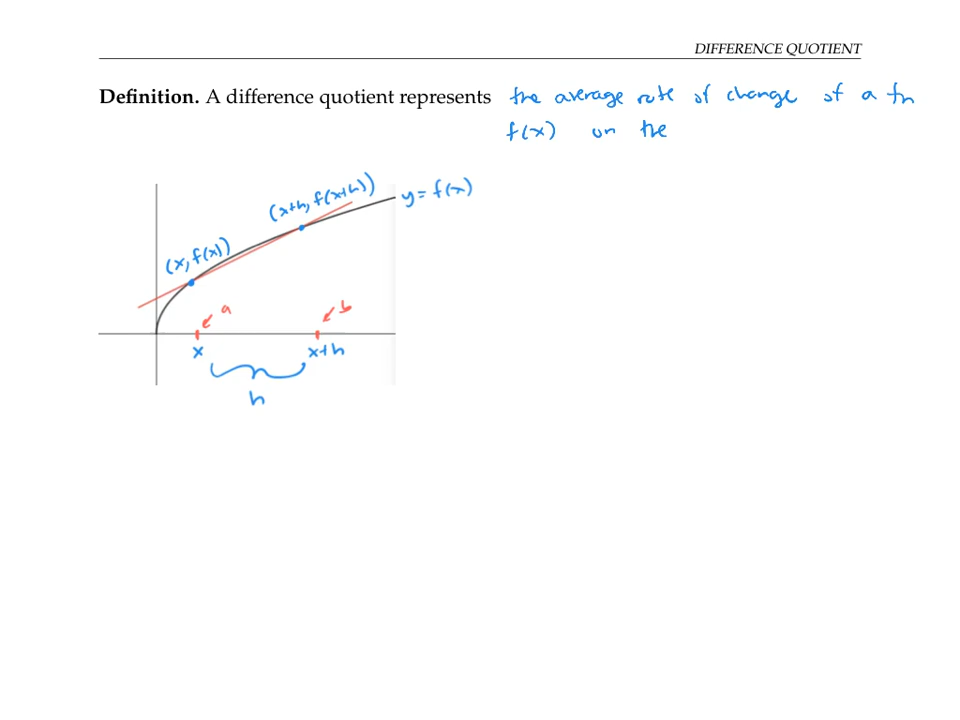 DIFFERENCE QUOTIENT
Definition. A difference quotient represents the average rate of change of a fn
f(x) on the
(x+h, f(x+h))
y = f(x)
(x, f(x))
a
b
x
x+h
h